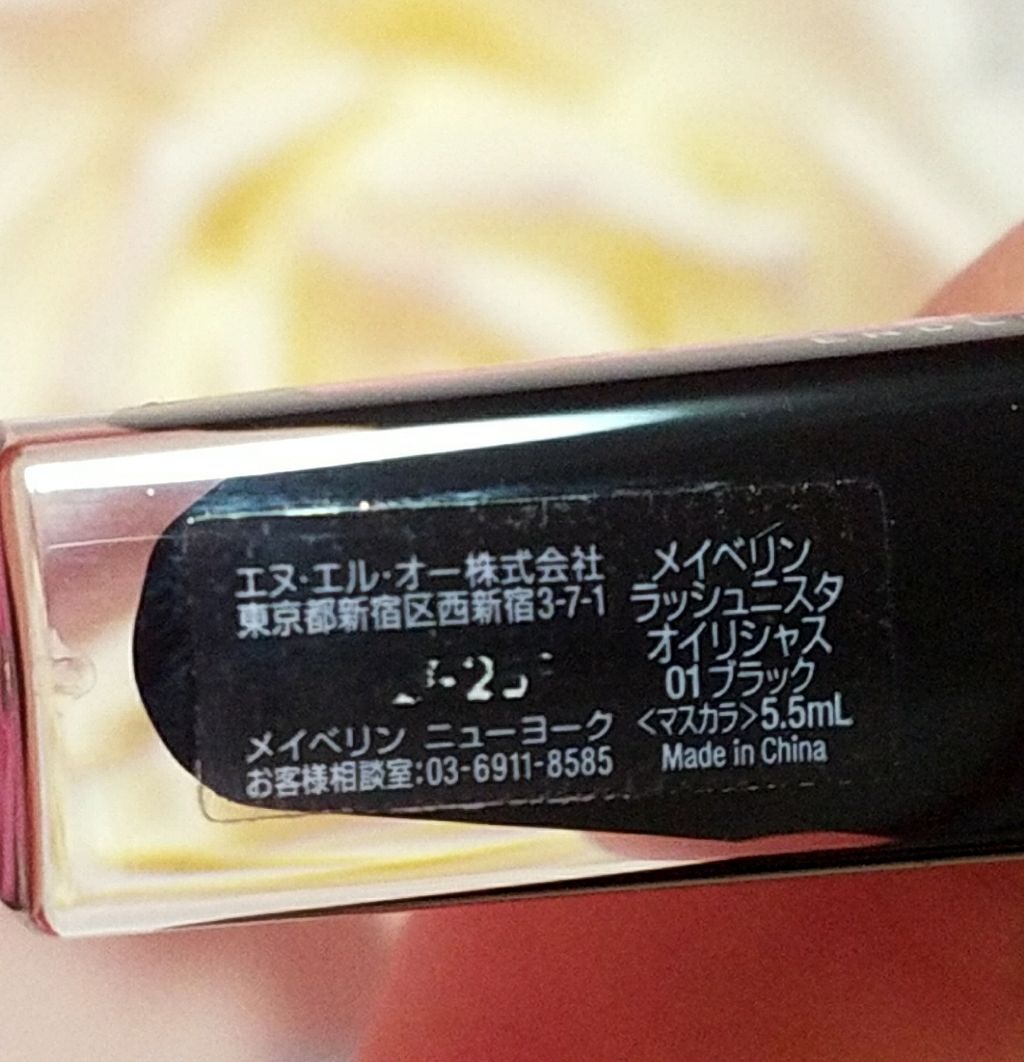 エヌ・エル・オー株式会社
東京都新宿区西新宿3-7-1
メイベリン ニューヨーク
お客様相談室:03-6911-8585
メイベリン
ラッシュニスタ
オイリシャス
01 ブラック
<マスカラ>5.5mL
Made in China